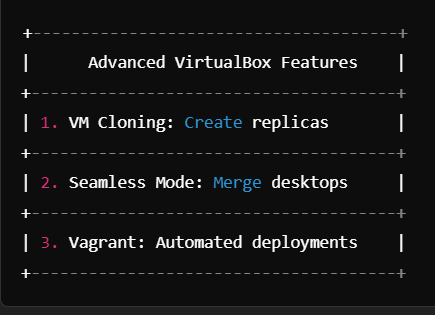 +--------------------------------------+
|      Advanced VirtualBox Features    |
+--------------------------------------+
| 1. VM Cloning: Create replicas       |
+--------------------------------------+
| 2. Seamless Mode: Merge desktops     |
+--------------------------------------+
| 3. Vagrant: Automated deployments    |
+--------------------------------------+